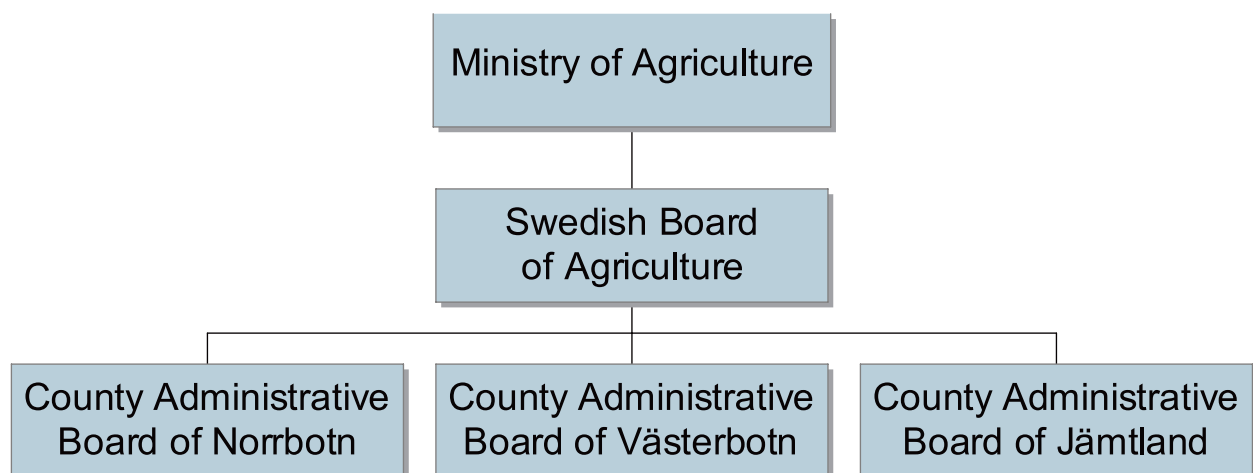 Ministry of Agriculture
Swedish Board
of Agriculture
County Administrative
Board of Norrbotn
County Administrative
Board of Västerbotn
County Administrative
Board of Jämtland